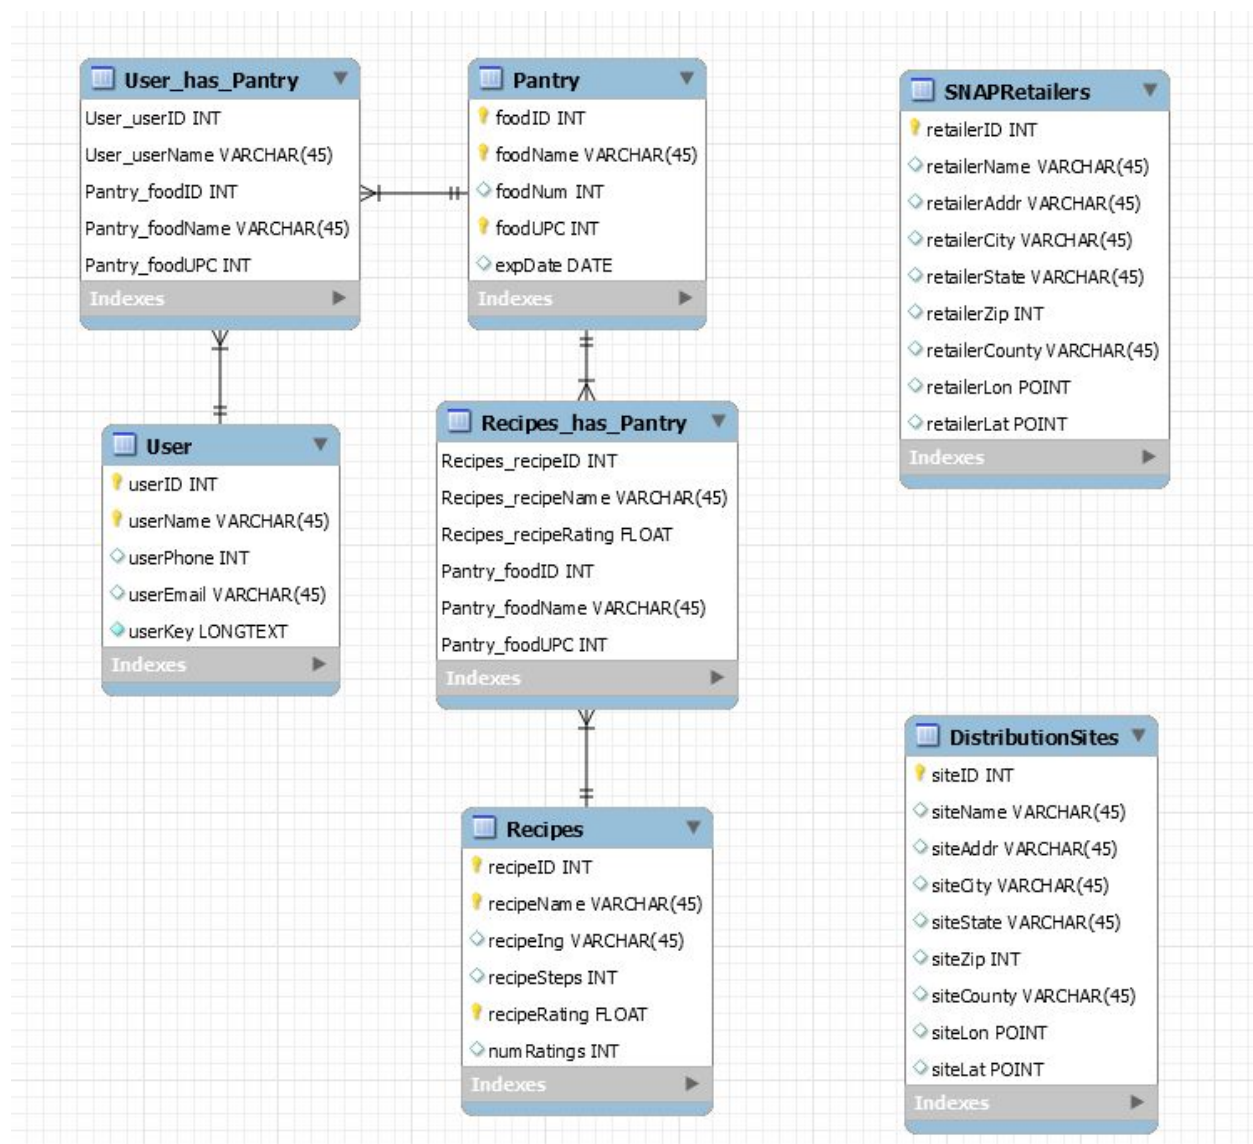 User_has_Pantry
User_userID INT
User_userName VARCHAR(45)
Pantry_foodID INT
Pantry_foodName VARCHAR(45)
Pantry_foodUPC INT
Indexes
Pantry
foodID INT
foodName VARCHAR(45)
foodNum INT
foodUPC INT
expDate DATE
Indexes
SNAPRetailers
retailerID INT
retailerName VARCHAR(45)
retailerAddr VARCHAR(45)
retailerCity VARCHAR(45)
retailerState VARCHAR(45)
retailerZip INT
retailerCounty VARCHAR(45)
retailerLon POINT
retailerLat POINT
Indexes
User
userID INT
userName VARCHAR(45)
userPhone INT
userEmail VARCHAR(45)
userKey LONGTEXT
Indexes
Recipes_has_Pantry
Recipes_recipeID INT
Recipes_recipeName VARCHAR(45)
Recipes_recipeRating FLOAT
Pantry_foodID INT
Pantry_foodName VARCHAR(45)
Pantry_foodUPC INT
Indexes
Recipes
recipeID INT
recipeName VARCHAR(45)
recipeIng VARCHAR(45)
recipeSteps INT
recipeRating FLOAT
numRatings INT
Indexes
DistributionSites
siteID INT
siteName VARCHAR(45)
siteAddr VARCHAR(45)
siteCity VARCHAR(45)
siteState VARCHAR(45)
siteZip INT
siteCounty VARCHAR(45)
siteLon POINT
siteLat POINT
Indexes